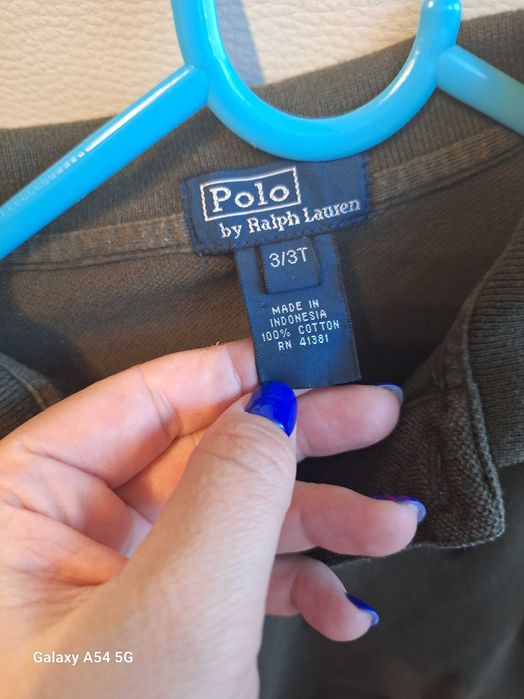 Polo
by Ralph Lauren
3/3T
MADE IN
INDONESIA
100% COTTON
RN 41381
Galaxy A54 5G